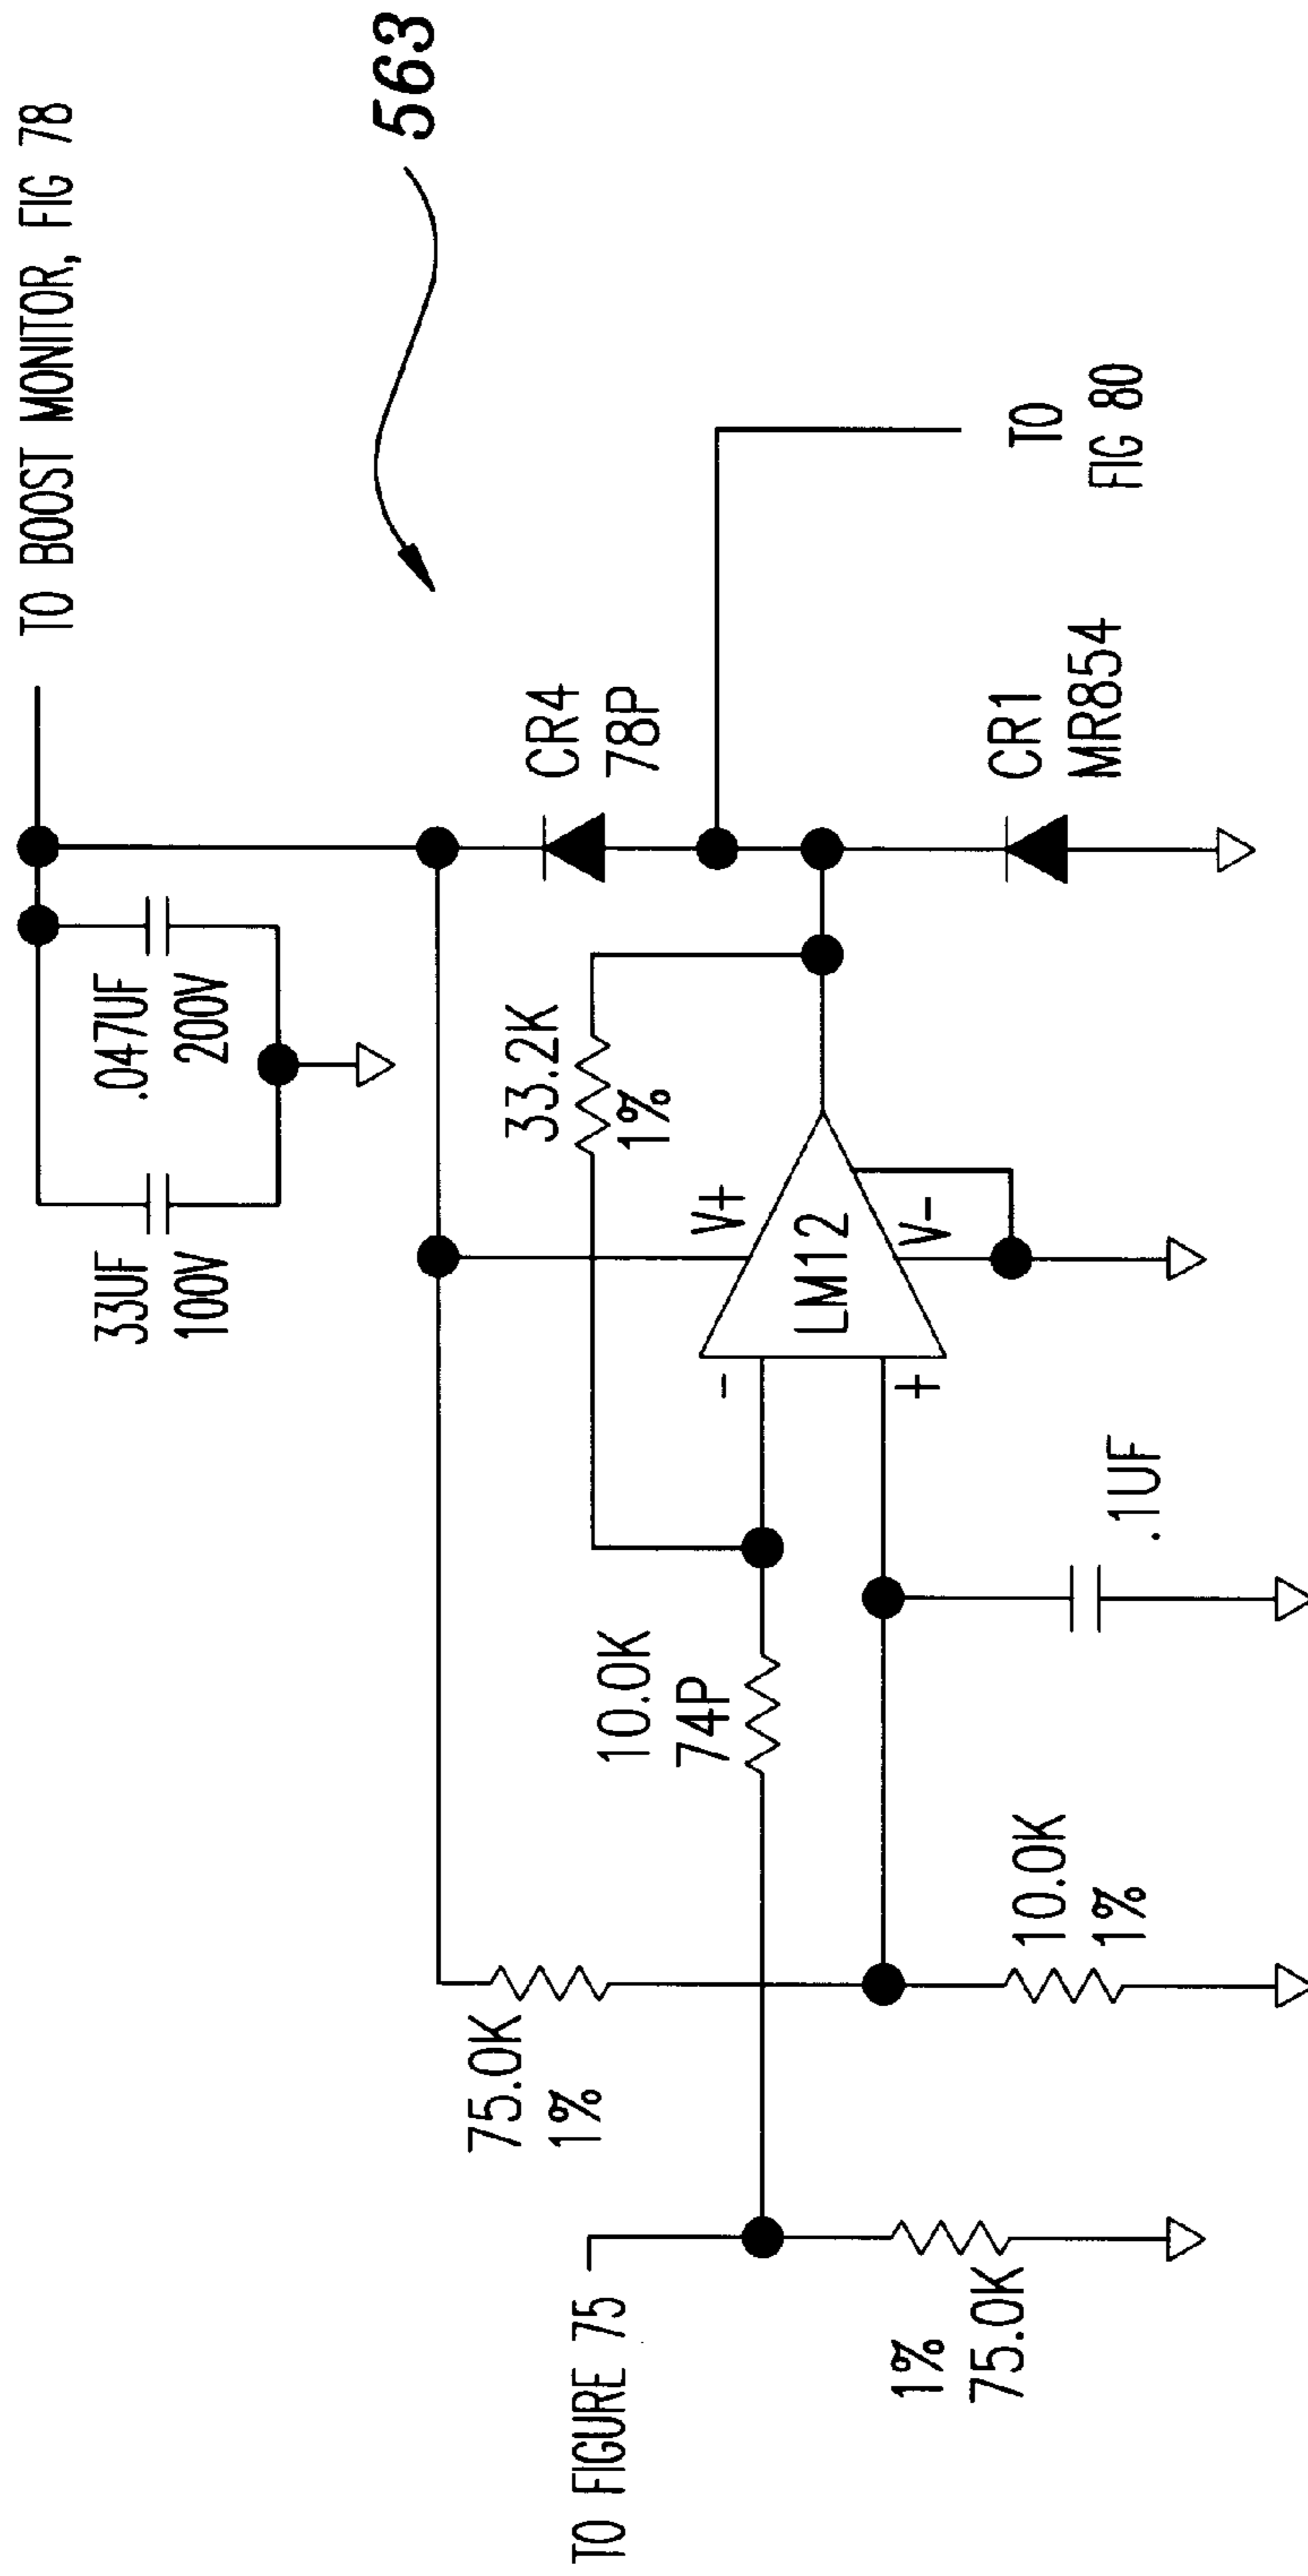 TO BOOST MONITOR, FIG 78
563
33UF
100V
.047UF
200V
CR4
78P
TO
FIG 80
CR1
MR854
33.2K
1%
V+
LM12
V-
-
+
10.0K
74P
.1UF
75.0K
1%
10.0K
1%
TO FIGURE 75
1%
75.0K